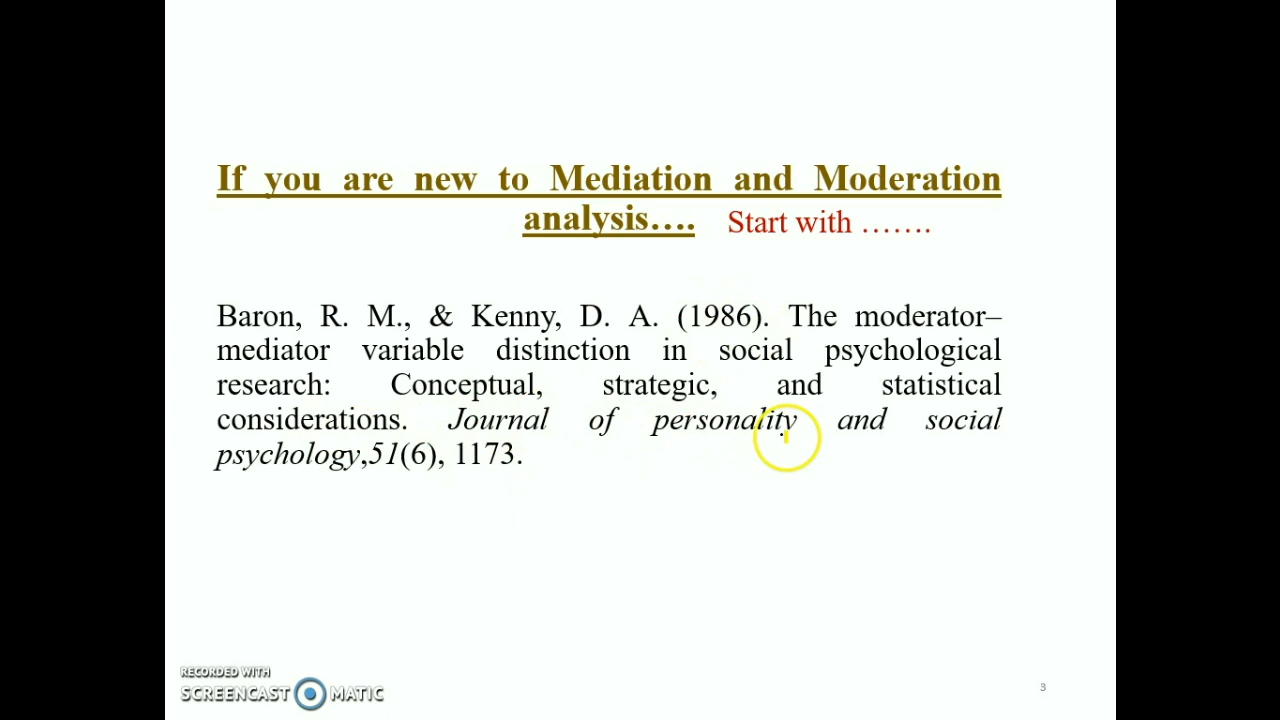 If you are new to Mediation and Moderation
analysis…. Start with …….
Baron, R. M., & Kenny, D. A. (1986). The moderator–
mediator variable distinction in social psychological
research: Conceptual, strategic, and statistical
considerations. Journal of personality and social
psychology,51(6), 1173.
RECORDED WITH
SCREENCAST MATIC
3